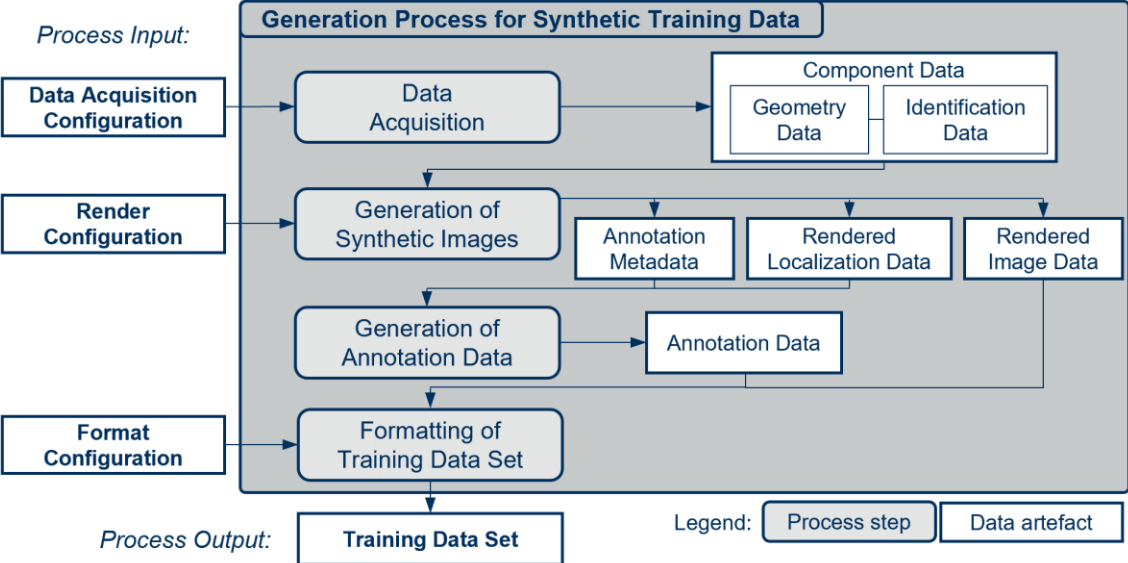 Generation Process for Synthetic Training Data
Process Input:
Data Acquisition
Configuration
Data
Acquisition
Component Data
Geometry
Data
Identification
Data
Render
Configuration
Generation of
Synthetic Images
Annotation
Metadata
Rendered
Localization Data
Rendered
Image Data
Generation of
Annotation Data
Annotation Data
Format
Configuration
Formatting of
Training Data Set
Process Output:
Training Data Set
Legend:
Process step
Data artefact